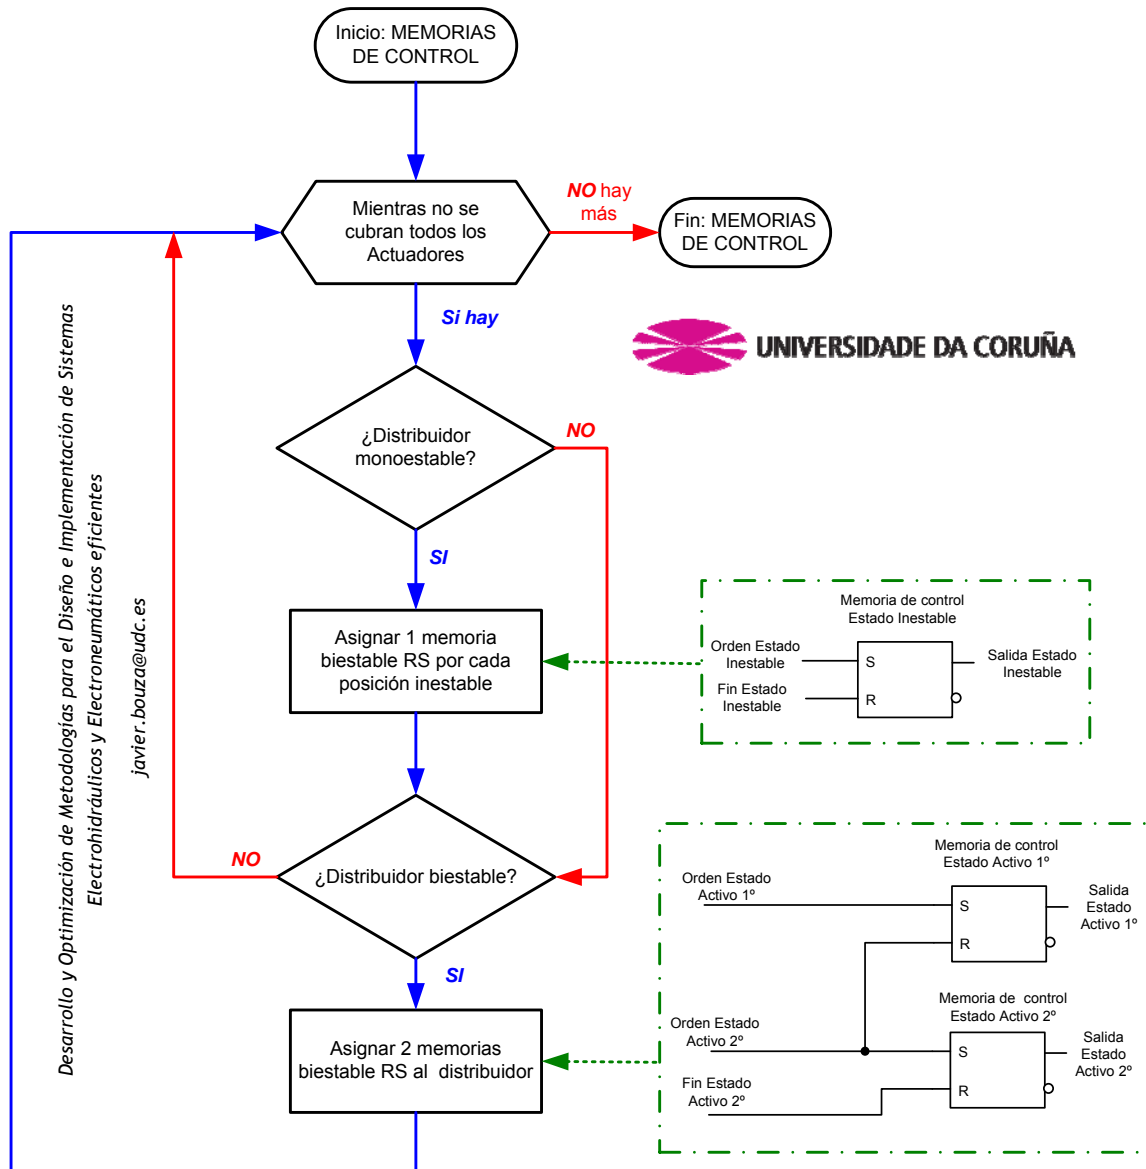 Inicio: MEMORIAS
DE CONTROL
Mientras no se
cubran todos los
Actuadores
NO hay
más
Fin: MEMORIAS
DE CONTROL
Si hay
UNIVERSIDADE DA CORUÑA
¿Distribuidor
monoestable?
NO
SI
Asignar 1 memoria
biestable RS por cada
posición inestable
Memoria de control
Estado Inestable
Orden Estado
Inestable
Fin Estado
Inestable
S
R
Salida Estado
Inestable
¿Distribuidor biestable?
NO
SI
Asignar 2 memorias
biestable RS al distribuidor
Memoria de control
Estado Activo 1º
Orden Estado
Activo 1º
S
R
Salida
Estado
Activo 1º
Memoria de control
Estado Activo 2º
Orden Estado
Activo 2º
Fin Estado
Activo 2º
S
R
Salida
Estado
Activo 2º
Desarrollo y Optimización de Metodologías para el Diseño e Implementación de Sistemas
Electrohidráulicos y Electroneumáticos eficientes
javier.bouza@udc.es